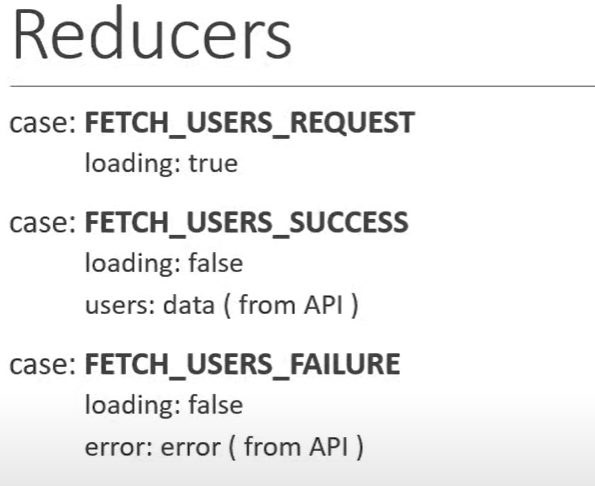 Reducers
case: FETCH_USERS_REQUEST
loading: true
case: FETCH_USERS_SUCCESS
loading: false
users: data ( from API )
case: FETCH_USERS_FAILURE
loading: false
error: error ( from API )